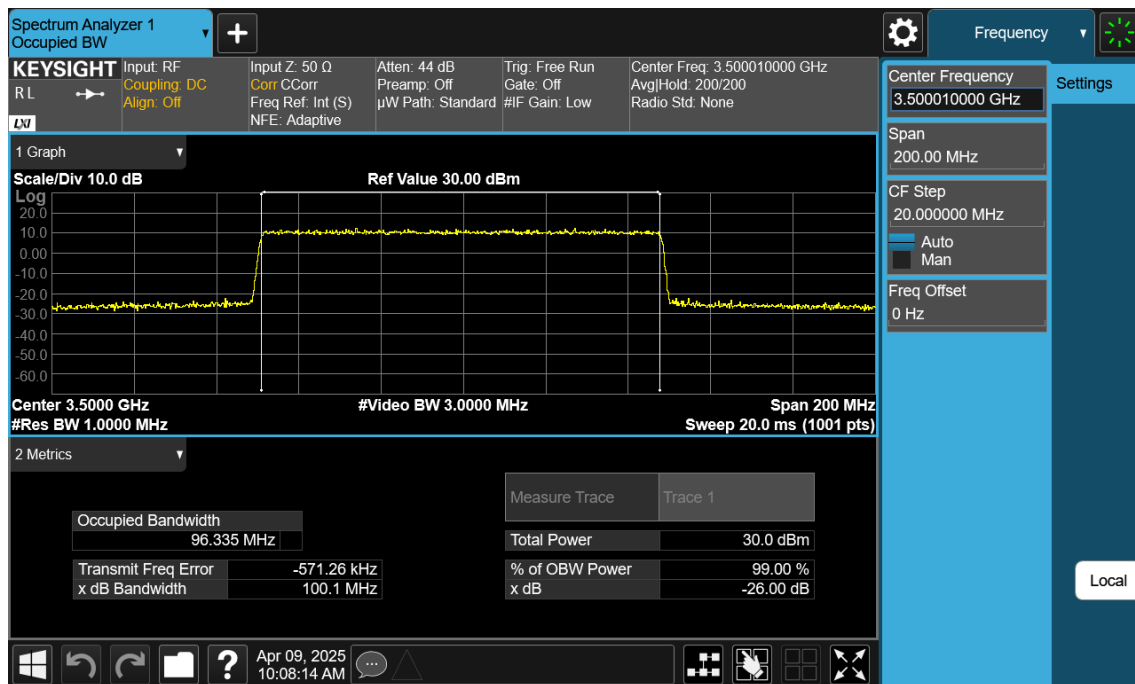 Spectrum Analyzer 1
Occupied BW
+
Frequency
KEYSIGHT
R L
LXI
Input: RF
Coupling: DC
Align: Off
Input Z: 50 Ω
Corr CCorr
Freq Ref: Int (S)
NFE: Adaptive
Atten: 44 dB
Preamp: Off
µW Path: Standard
Trig: Free Run
Gate: Off
#IF Gain: Low
Center Freq: 3.500010000 GHz
Avg|Hold: 200/200
Radio Std: None
Center Frequency
3.500010000 GHz
Settings
Span
200.00 MHz
CF Step
20.000000 MHz
Auto
Man
Freq Offset
0 Hz
Local
1 Graph
Scale/Div 10.0 dB
Ref Value 30.00 dBm
Log
20.0
10.0
0.00
-10.0
-20.0
-30.0
-40.0
-50.0
-60.0
Center 3.5000 GHz
#Video BW 3.0000 MHz
Span 200 MHz
#Res BW 1.0000 MHz
Sweep 20.0 ms (1001 pts)
2 Metrics
Measure Trace
Trace 1
Occupied Bandwidth
96.335 MHz
Total Power
30.0 dBm
Transmit Freq Error
-571.26 kHz
% of OBW Power
99.00 %
x dB Bandwidth
100.1 MHz
x dB
-26.00 dB
?
Apr 09, 2025
10:08:14 AM